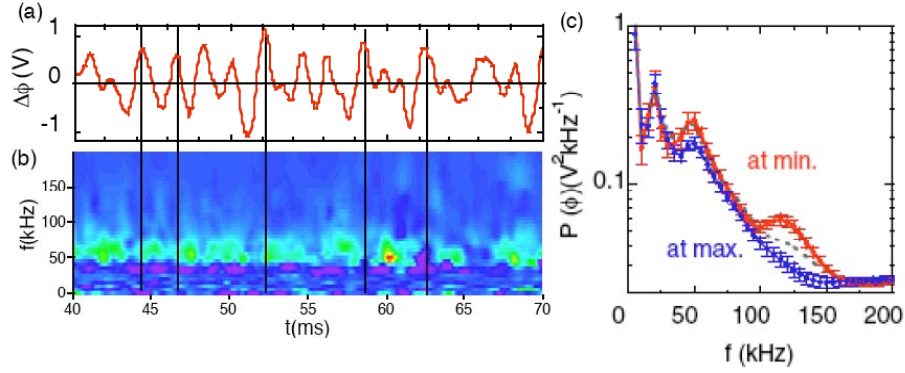 (a)
Δϕ (V)
1
0
-1
(b)
f(kHz)
150
100
50
0
40 45 50 55 60 65 70
t(ms)
(c)
P (ϕ)(V²kHz⁻¹)
1
0.1
at min.
at max.
0 50 100 150 200
f (kHz)